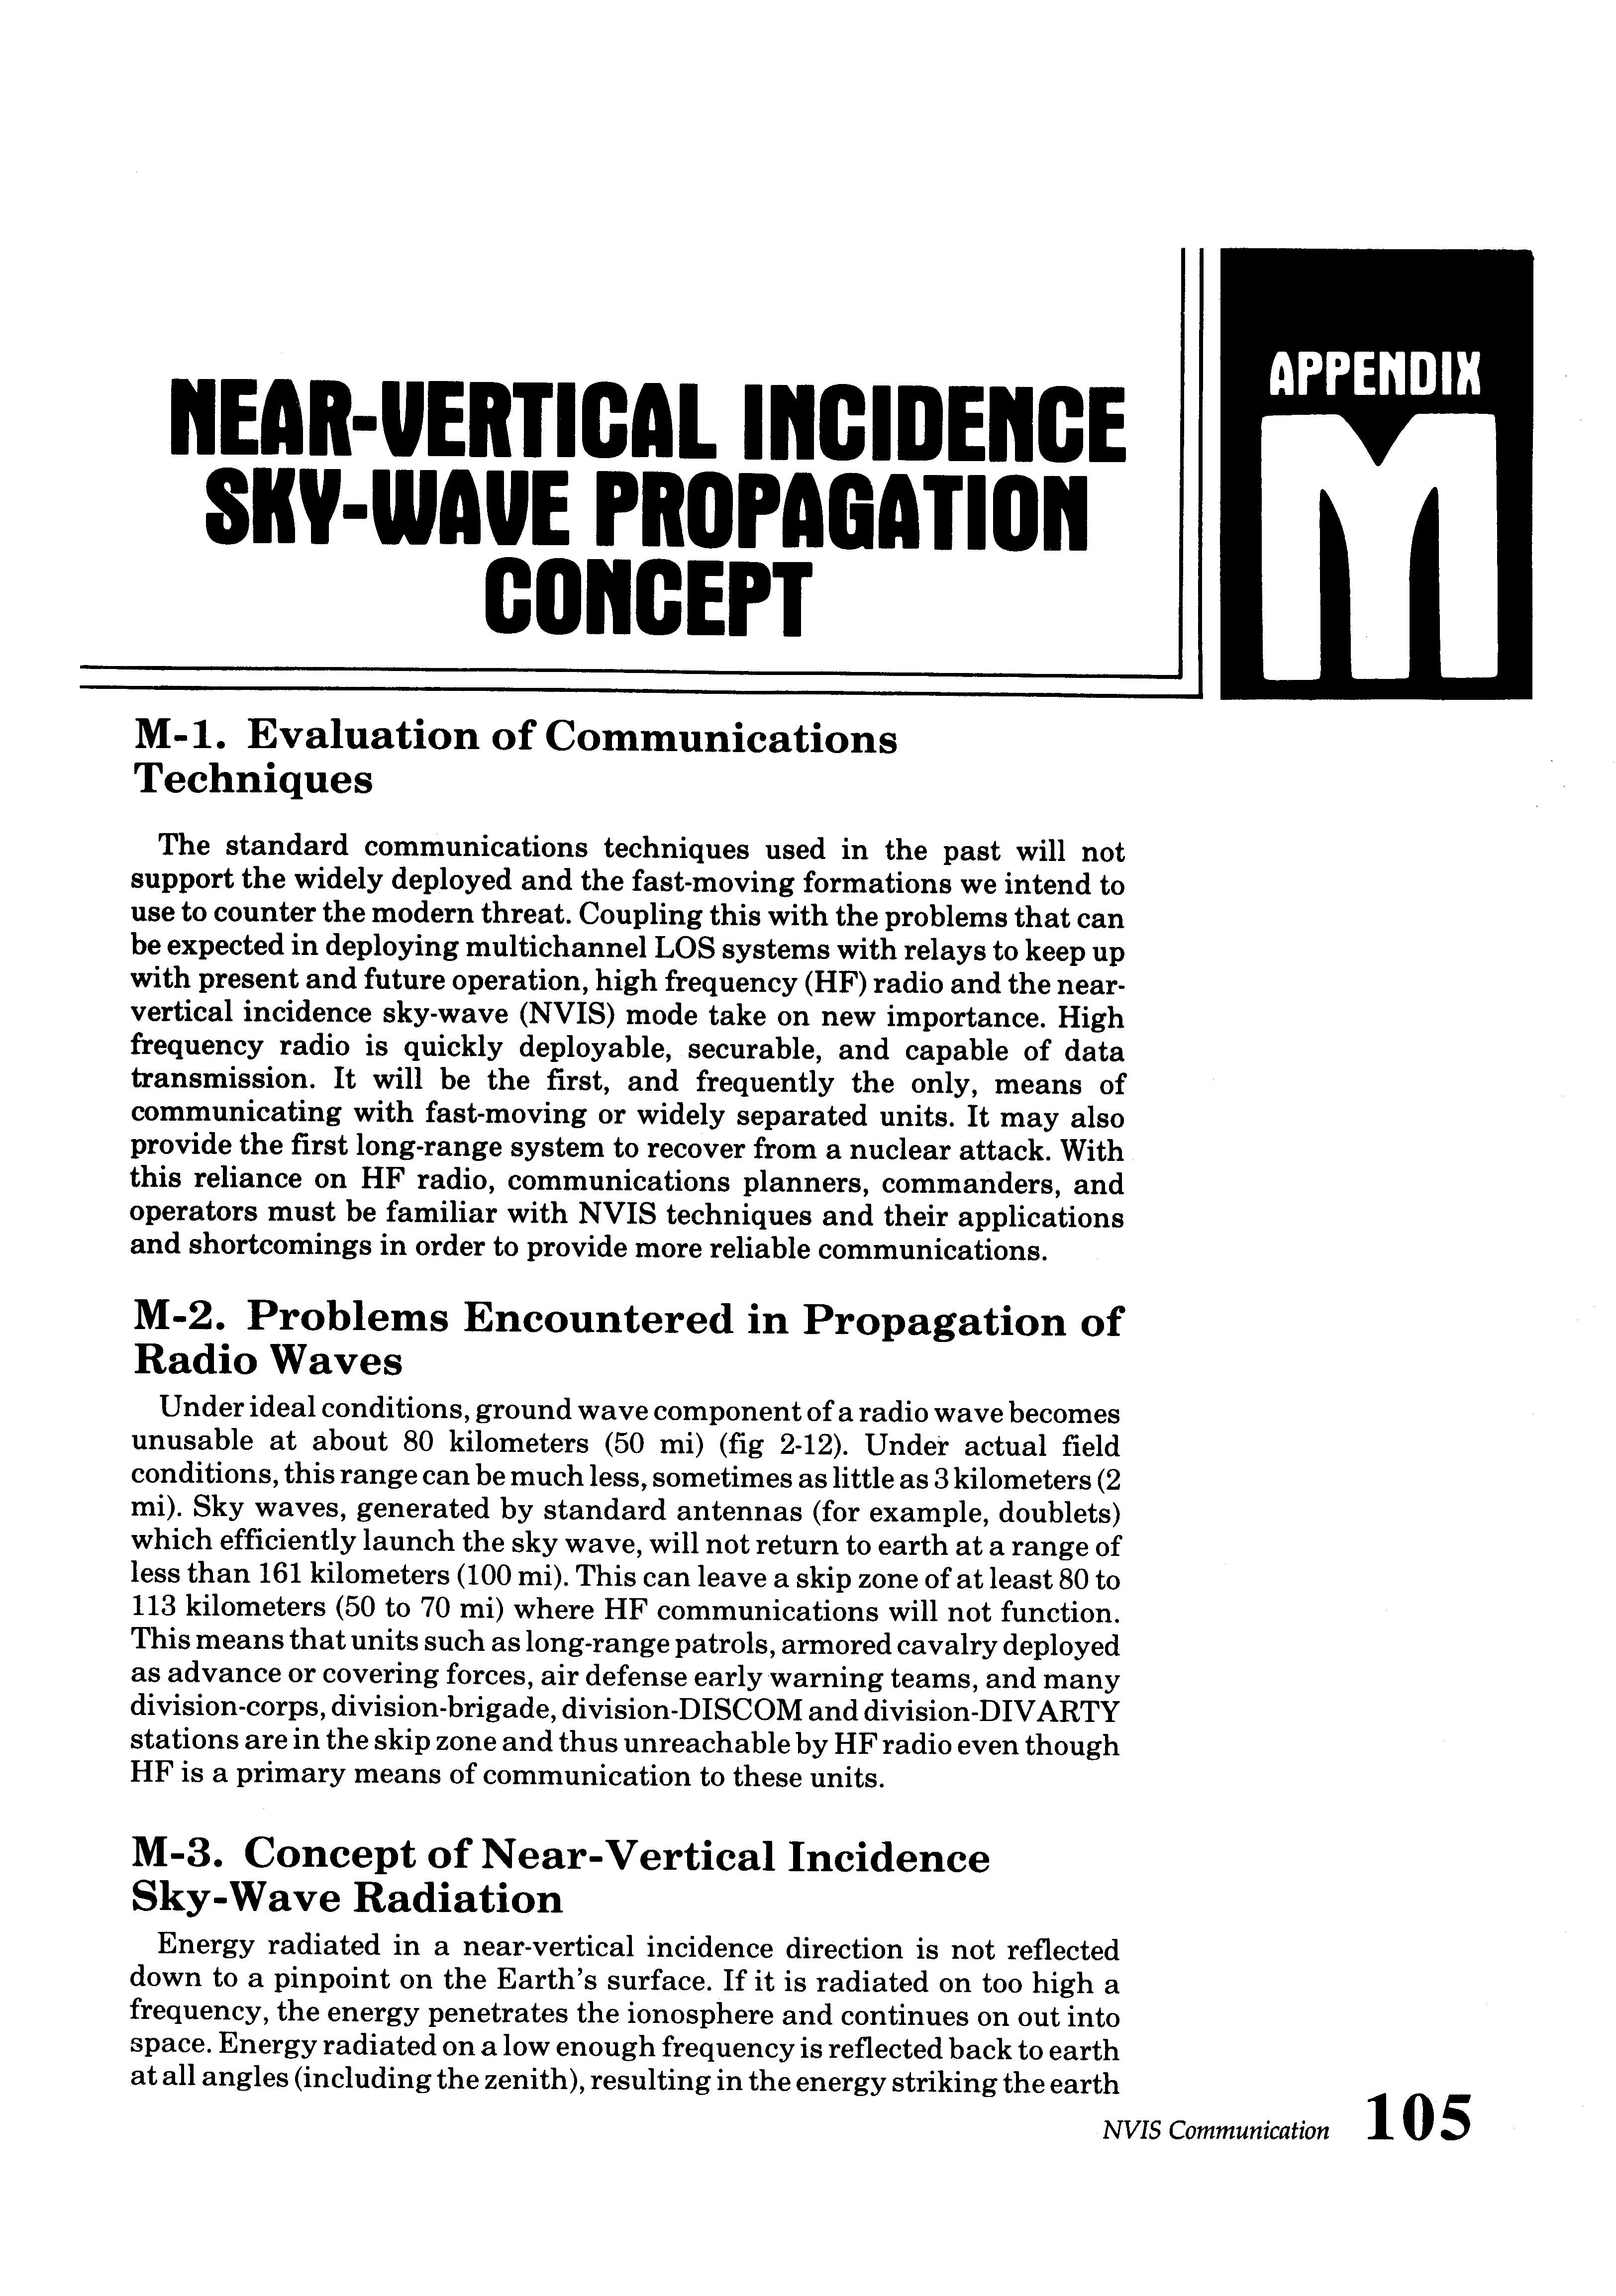 APPENDIX
M
NEAR-VERTICAL INCIDENCE
SKY-WAVE PROPAGATION
CONCEPT
M-1. Evaluation of Communications
Techniques
The standard communications techniques used in the past will not
support the widely deployed and the fast-moving formations we intend to
use to counter the modern threat. Coupling this with the problems that can
be expected in deploying multichannel LOS systems with relays to keep up
with present and future operation, high frequency (HF) radio and the near-
vertical incidence sky-wave (NVIS) mode take on new importance. High
frequency radio is quickly deployable, securable, and capable of data
transmission. It will be the first, and frequently the only, means of
communicating with fast-moving or widely separated units. It may also
provide the first long-range system to recover from a nuclear attack. With
this reliance on HF radio, communications planners, commanders, and
operators must be familiar with NVIS techniques and their applications
and shortcomings in order to provide more reliable communications.
M-2. Problems Encountered in Propagation of
Radio Waves
Under ideal conditions, ground wave component of a radio wave becomes
unusable at about 80 kilometers (50 mi) (fig 2-12). Under actual field
conditions, this range can be much less, sometimes as little as 3 kilometers (2
mi). Sky waves, generated by standard antennas (for example, doublets)
which efficiently launch the sky wave, will not return to earth at a range of
less than 161 kilometers (100 mi). This can leave a skip zone of at least 80 to
113 kilometers (50 to 70 mi) where HF communications will not function.
This means that units such as long-range patrols, armored cavalry deployed
as advance or covering forces, air defense early warning teams, and many
division-corps, division-brigade, division-DISCOM and division-DIVARTY
stations are in the skip zone and thus unreachable by HF radio even though
HF is a primary means of communication to these units.
M-3. Concept of Near-Vertical Incidence
Sky-Wave Radiation
Energy radiated in a near-vertical incidence direction is not reflected
down to a pinpoint on the Earth's surface. If it is radiated on too high a
frequency, the energy penetrates the ionosphere and continues on out into
space. Energy radiated on a low enough frequency is reflected back to earth
at all angles (including the zenith), resulting in the energy striking the earth
NVIS Communication 105